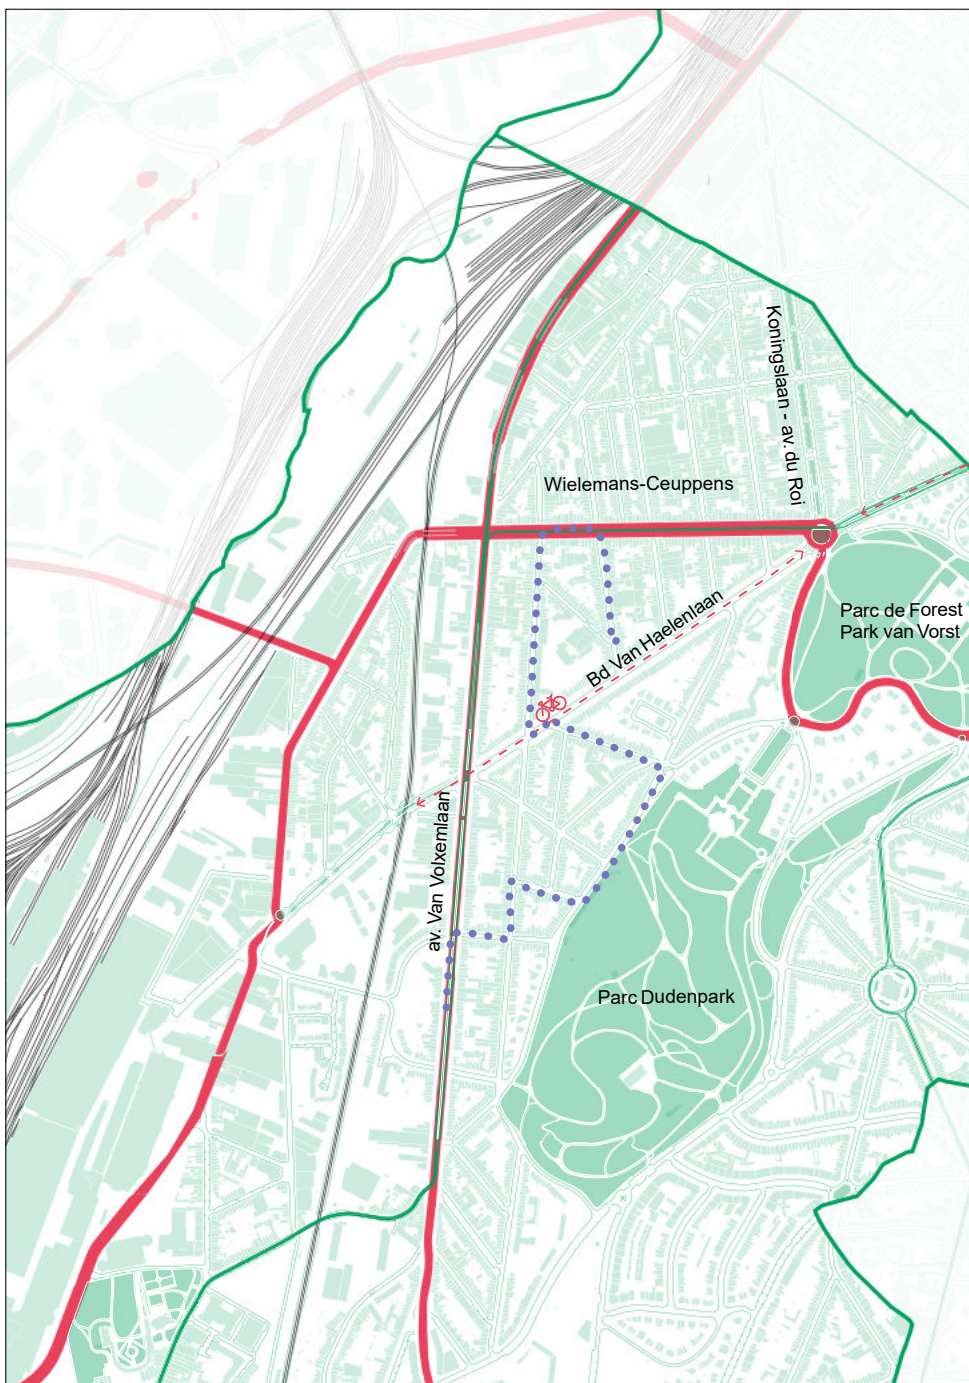 Koningslaan - av. du Roi
Wielemans-Ceuppens
Parc de Forest
Park van Vorst
Bd Van Haelenlaan
av. Van Volxemlaan
Parc Dudenpark